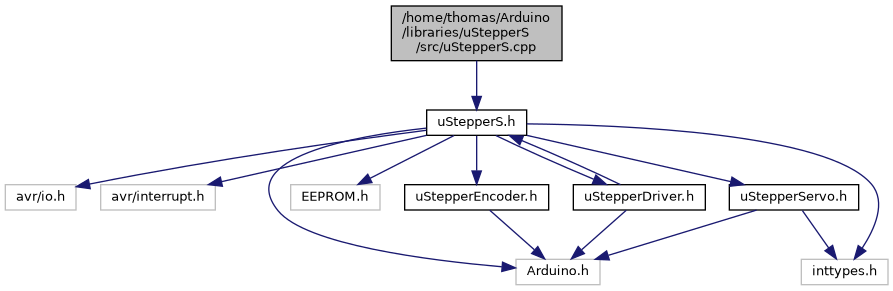 /home/thomas/Arduino
/libraries/uStepperS
/src/uStepperS.cpp
uStepperS.h
avr/io.h
avr/interrupt.h
EEPROM.h
uStepperEncoder.h
uStepperDriver.h
uStepperServo.h
Arduino.h
inttypes.h